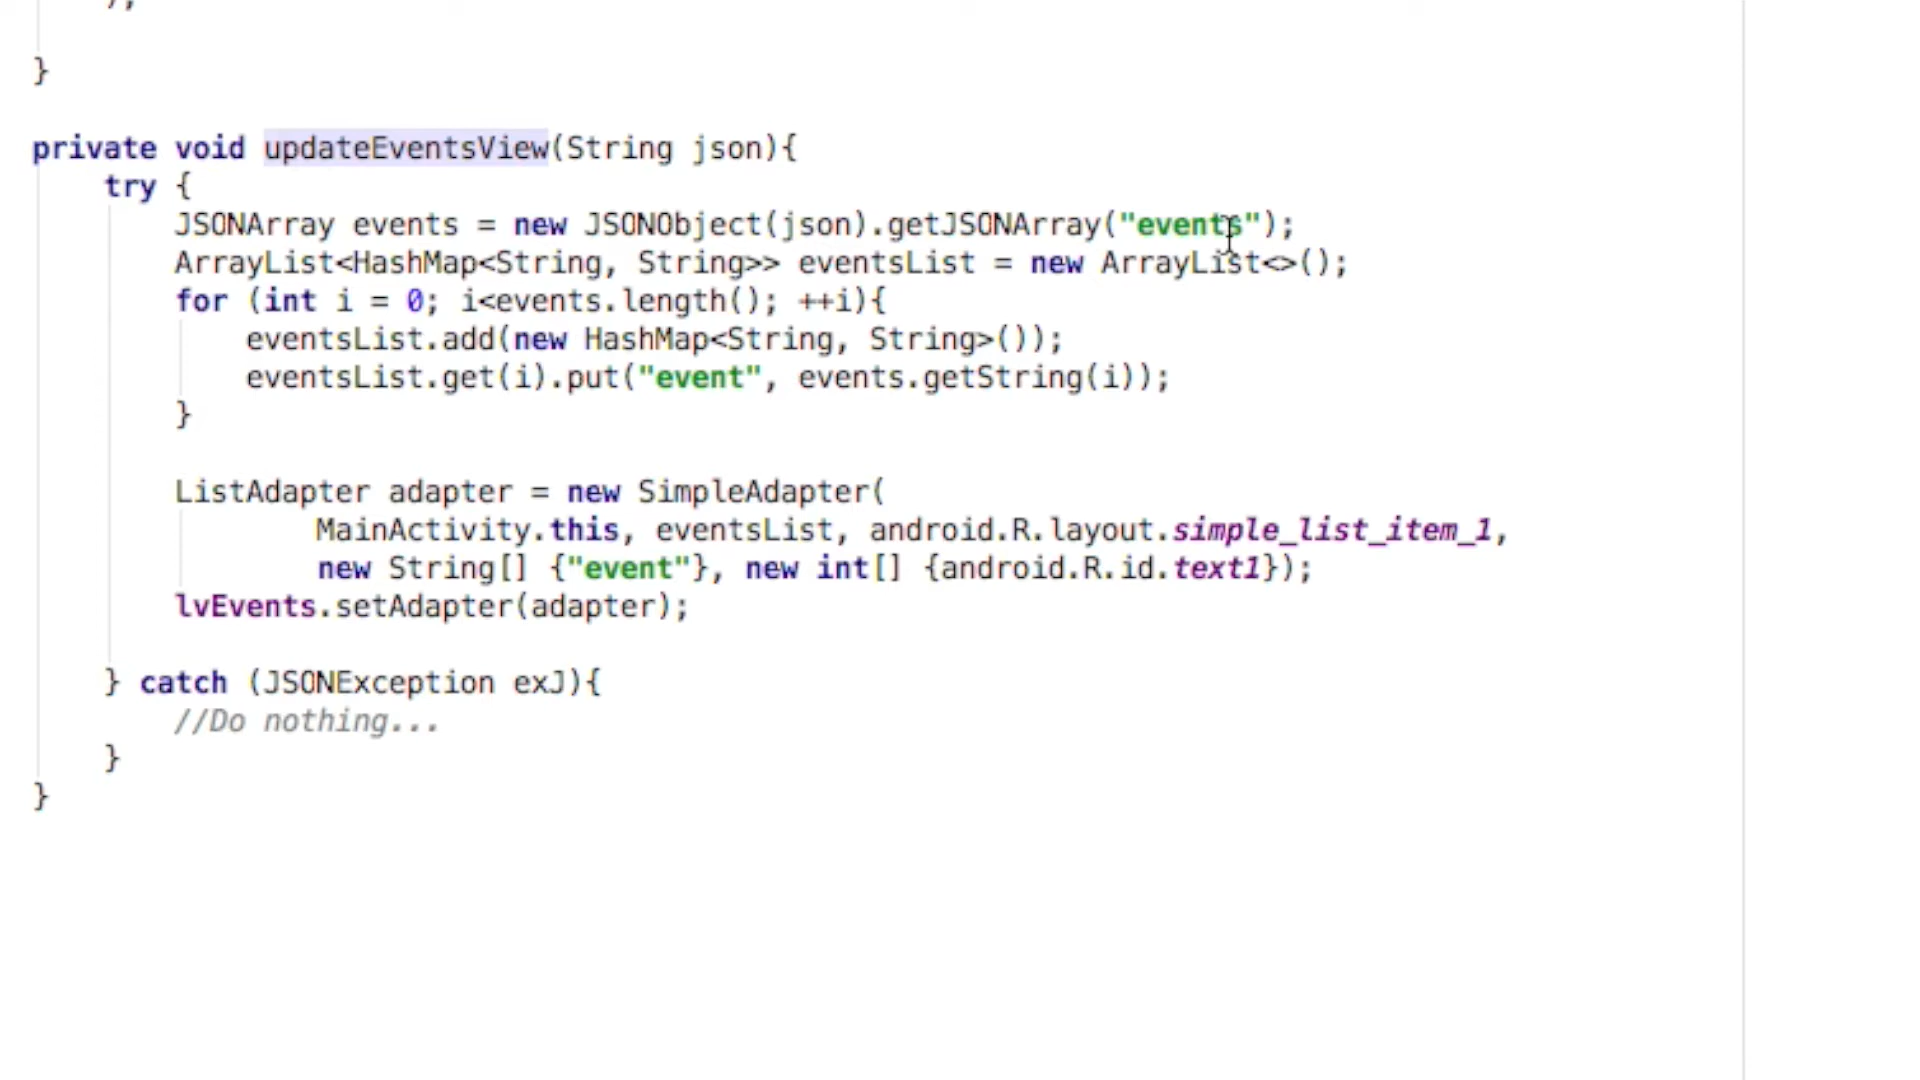 );
}
private void updateEventsView(String json){
try {
JSONArray events = new JSONObject(json).getJSONArray("events");
ArrayList<HashMap<String, String>> eventsList = new ArrayList<>();
for (int i = 0; i<events.length(); ++i){
eventsList.add(new HashMap<String, String>());
eventsList.get(i).put("event", events.getString(i));
}
ListAdapter adapter = new SimpleAdapter(
MainActivity.this, eventsList, android.R.layout.simple_list_item_1,
new String[] {"event"}, new int[] {android.R.id.text1});
lvEvents.setAdapter(adapter);
} catch (JSONException exJ){
//Do nothing...
}
}